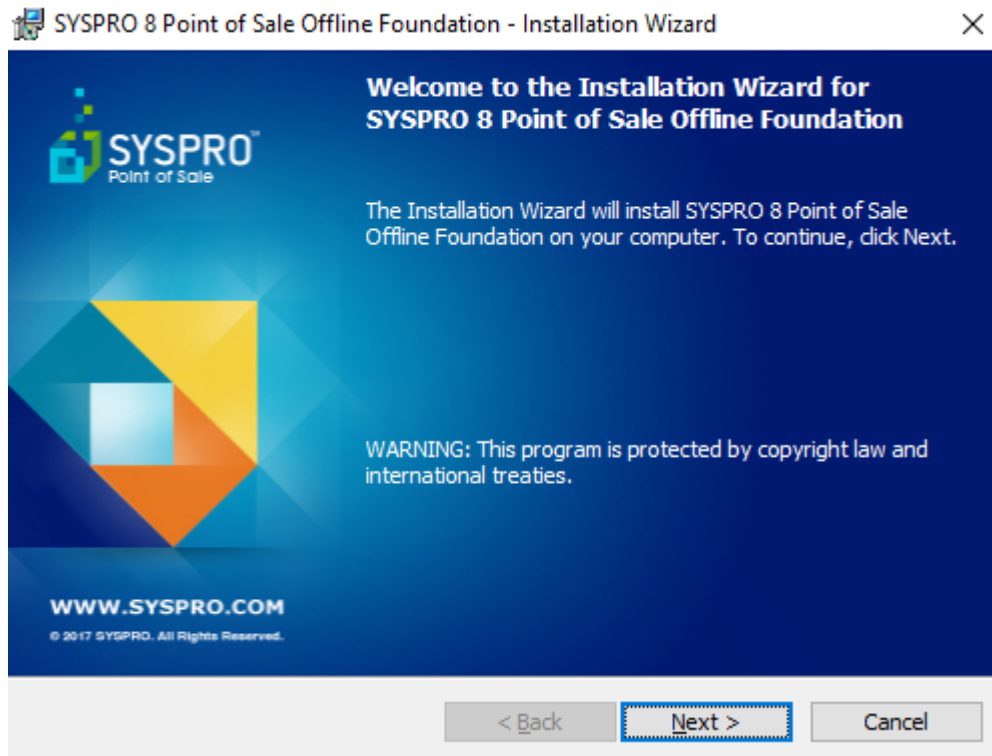 SYSPRO 8 Point of Sale Offline Foundation - Installation Wizard
SYSPRO™
Point of Sale
Welcome to the Installation Wizard for
SYSPRO 8 Point of Sale Offline Foundation
The Installation Wizard will install SYSPRO 8 Point of Sale
Offline Foundation on your computer. To continue, click Next.
WARNING: This program is protected by copyright law and
international treaties.
WWW.SYSPRO.COM
© 2017 SYSPRO. All Rights Reserved.
< Back
Next >
Cancel